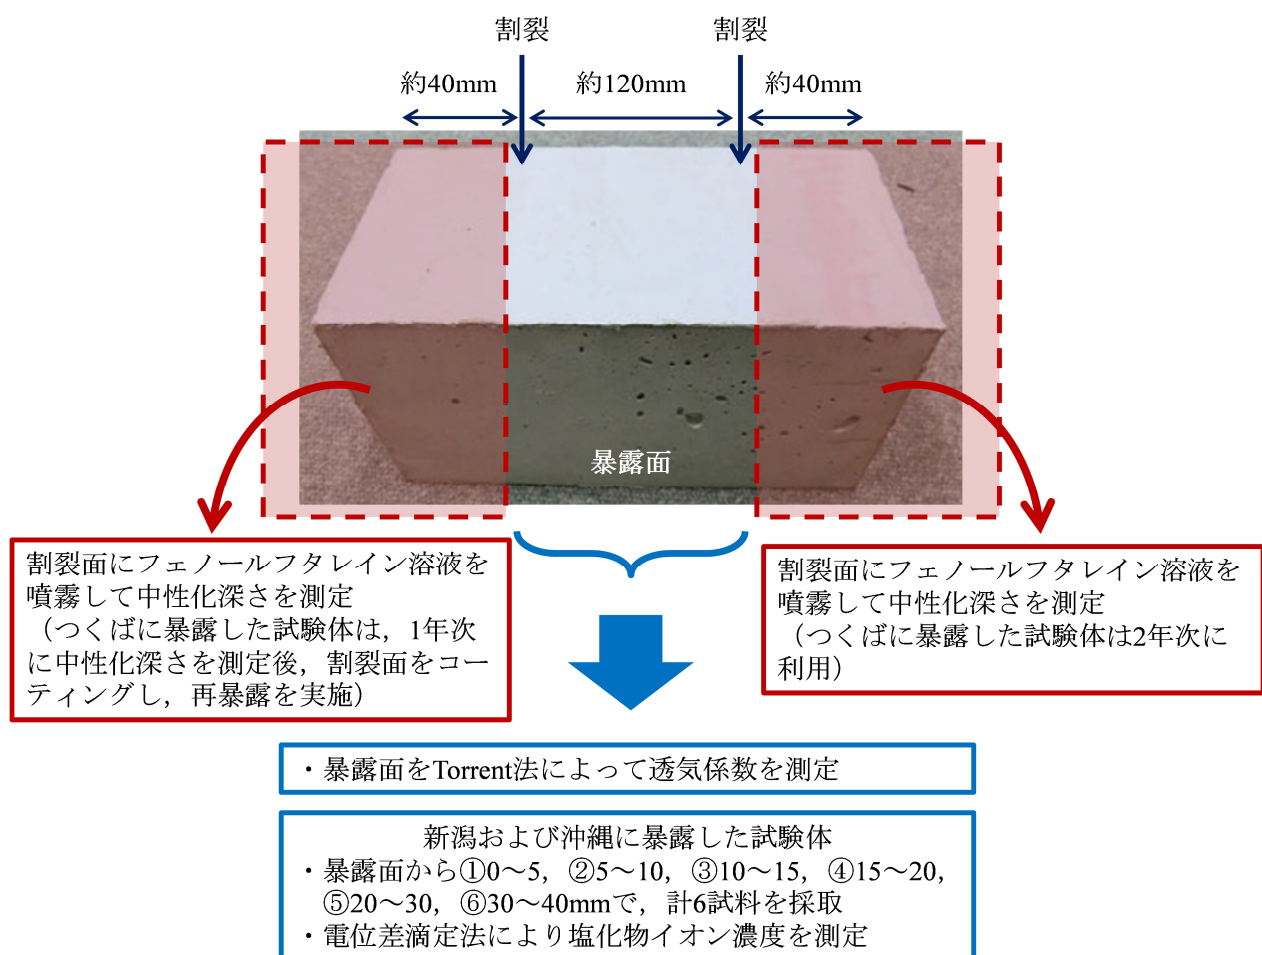 割裂
割裂
約40mm
約120mm
約40mm
暴露面
割裂面にフェノールフタレイン溶液を
噴霧して中性化深さを測定
（つくばに暴露した試験体は，1年次
に中性化深さを測定後，割裂面をコー
ティングし，再暴露を実施）
割裂面にフェノールフタレイン溶液を
噴霧して中性化深さを測定
（つくばに暴露した試験体は2年次に
利用）
・暴露面をTorrent法によって透気係数を測定
新潟および沖縄に暴露した試験体
・暴露面から①0～5，②5～10，③10～15，④15～20，
⑤20～30，⑥30～40mmで，計6試料を採取
・電位差滴定法により塩化物イオン濃度を測定